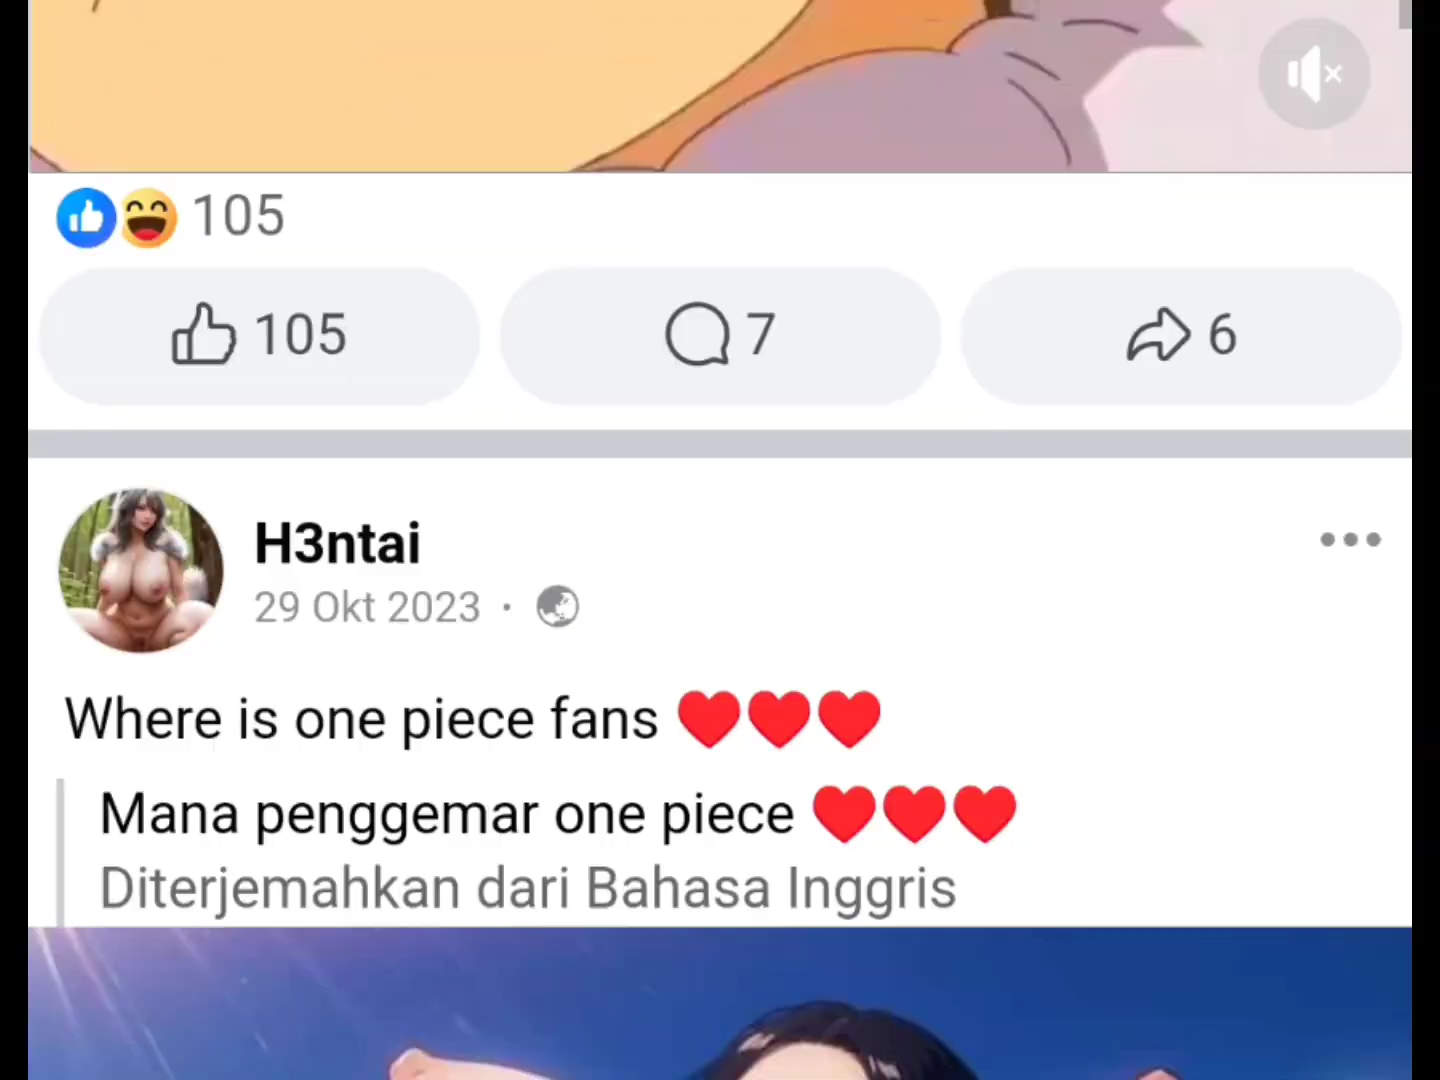 105
105
7
6
H3ntai
29 Okt 2023 ·
Where is one piece fans ❤️❤️❤️
Mana penggemar one piece ❤️❤️❤️
Diterjemahkan dari Bahasa Inggris